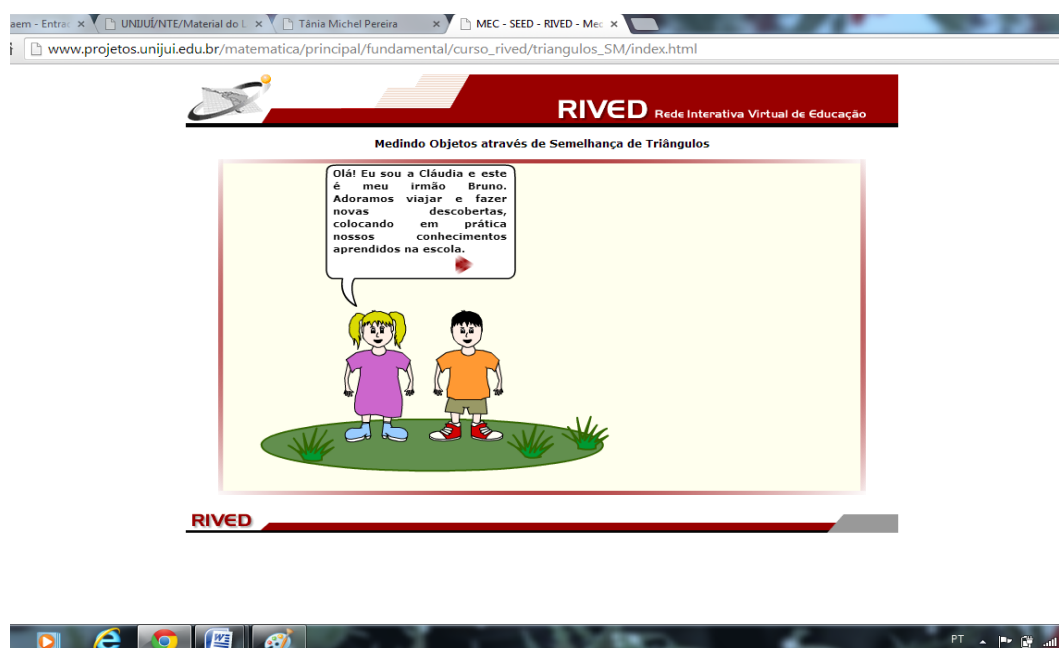 aem - Entrac
UNIJUÍ/NTE/Material do L
Tânia Michel Pereira
MEC - SEED - RIVED - Mec
www.projetos.unijui.edu.br/matematica/principal/fundamental/curso_rived/triangulos_SM/index.html
RIVED Rede Interativa Virtual de Educação
Medindo Objetos através de Semelhança de Triângulos
Olá! Eu sou a Cláudia e este
é meu irmão Bruno.
Adoramos viajar e fazer
novas descobertas,
colocando em prática
nossos conhecimentos
aprendidos na escola.
RIVED
PT